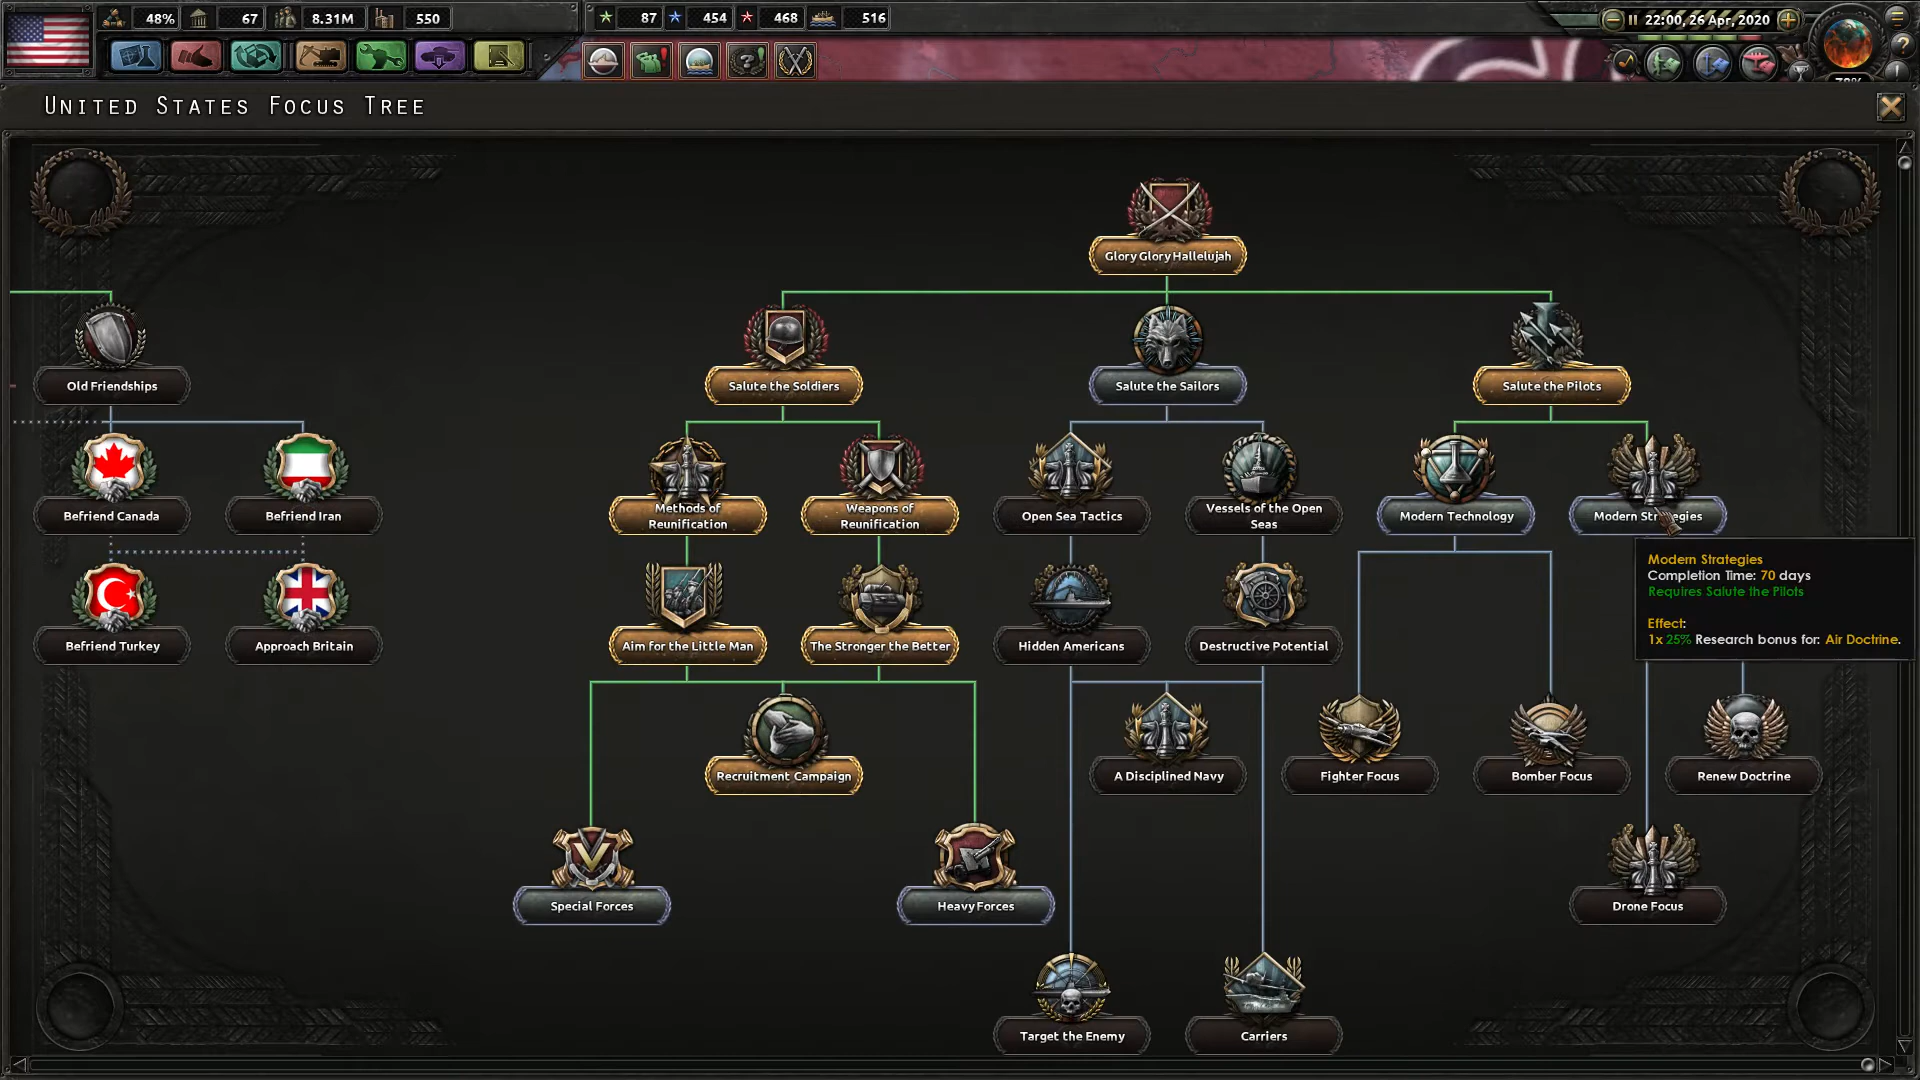 48% 67 8.31M 550 87 454 468 516 22:00, 26 Apr, 2020
United States Focus Tree
Glory Glory Hallelujah
Old Friendships
Salute the Soldiers
Salute the Sailors
Salute the Pilots
Befriend Canada
Befriend Iran
Methods of
Reunification
Weapons of
Reunification
Open Sea Tactics
Vessels of the Open
Seas
Modern Technology
Modern Strategies
Modern Strategies
Completion Time: 70 days
Requires Salute the Pilots
Effect:
1x 25% Research bonus for: Air Doctrine.
Befriend Turkey
Approach Britain
Aim for the Little Man
The Stronger the Better
Hidden Americans
Destructive Potential
Recruitment Campaign
A Disciplined Navy
Fighter Focus
Bomber Focus
Renew Doctrine
Special Forces
Heavy Forces
Drone Focus
Target the Enemy
Carriers